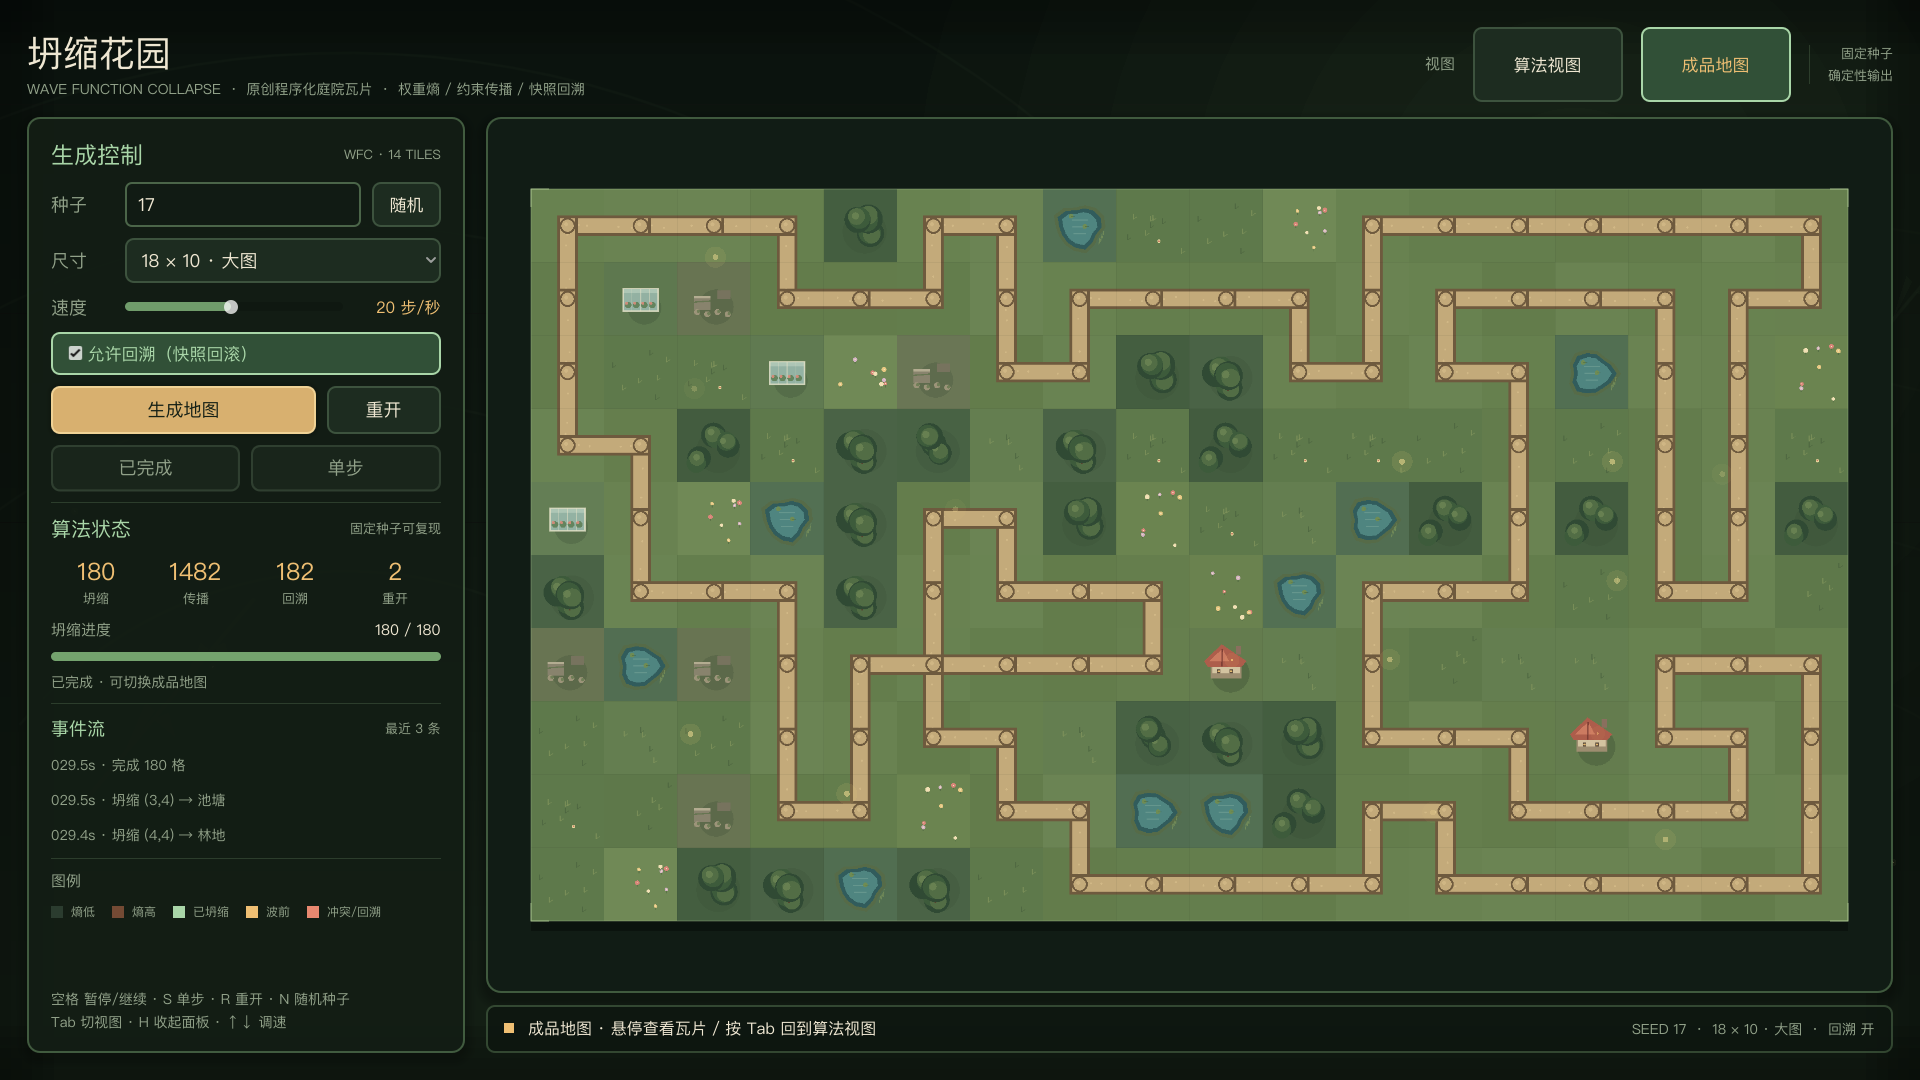 坍缩花园
WAVE FUNCTION COLLAPSE · 原创程序化庭院瓦片 · 权重熵 / 约束传播 / 快照回溯
视图
算法视图
成品地图
固定种子
确定性输出
生成控制
WFC · 14 TILES
种子
17
随机
尺寸
18 × 10 · 大图
速度
20 步/秒
允许回溯（快照回滚）
生成地图
重开
已完成
单步
算法状态
固定种子可复现
180 1482 182 2
坍缩 传播 回溯 重开
坍缩进度
180 / 180
已完成 · 可切换成品地图
事件流
最近 3 条
029.5s · 完成 180 格
029.5s · 坍缩 (3,4) → 池塘
029.4s · 坍缩 (4,4) → 林地
图例
熵低 熵高 已坍缩 波前 冲突/回溯
空格 暂停/继续 · S 单步 · R 重开 · N 随机种子
Tab 切视图 · H 收起面板 · ↑↓ 调速
成品地图 · 悬停查看瓦片 / 按 Tab 回到算法视图
SEED 17 · 18 × 10 · 大图 · 回溯 开